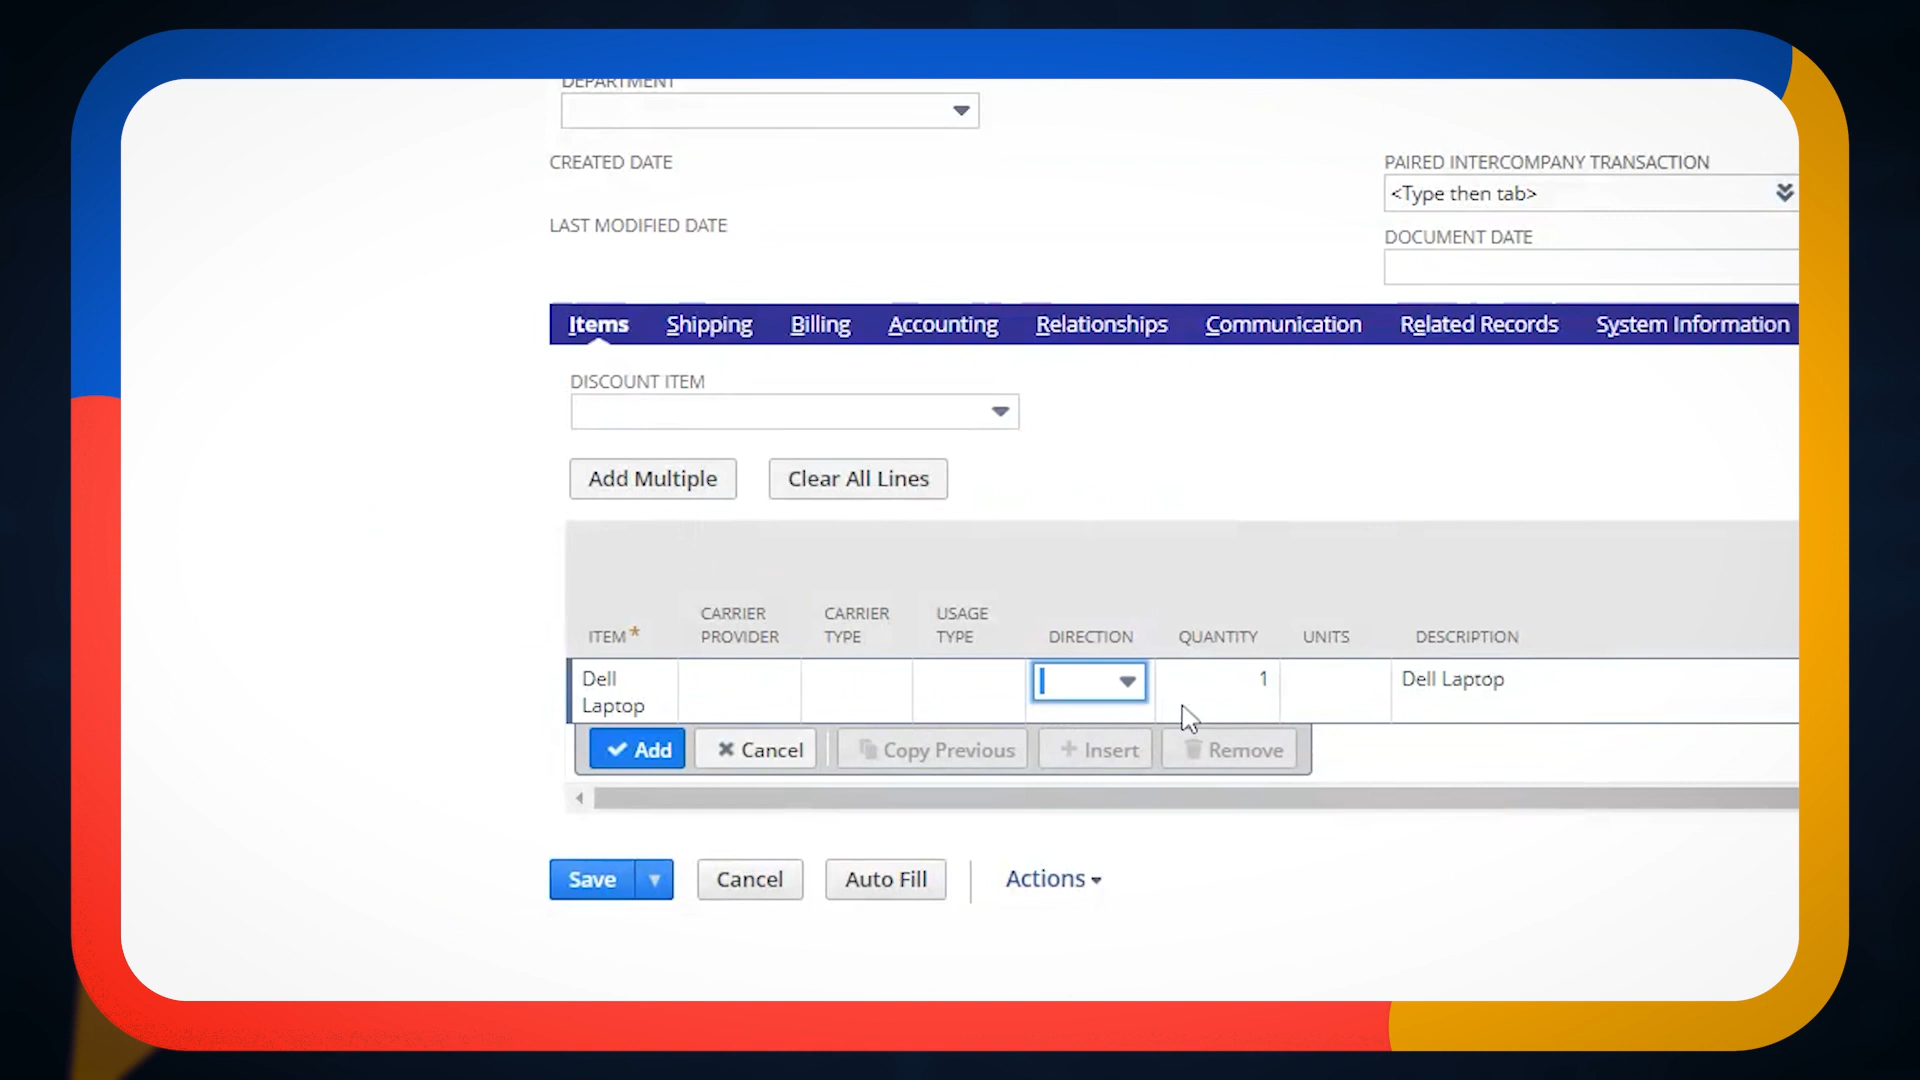 DEPARTMENT
CREATED DATE
PAIRED INTERCOMPANY TRANSACTION
<Type then tab>
LAST MODIFIED DATE
DOCUMENT DATE
Items Shipping Billing Accounting Relationships Communication Related Records System Information
DISCOUNT ITEM
Add Multiple Clear All Lines
ITEM* CARRIER PROVIDER CARRIER TYPE USAGE TYPE DIRECTION QUANTITY UNITS DESCRIPTION
Dell Laptop 1 Dell Laptop
Add Cancel Copy Previous Insert Remove
Save Cancel Auto Fill Actions